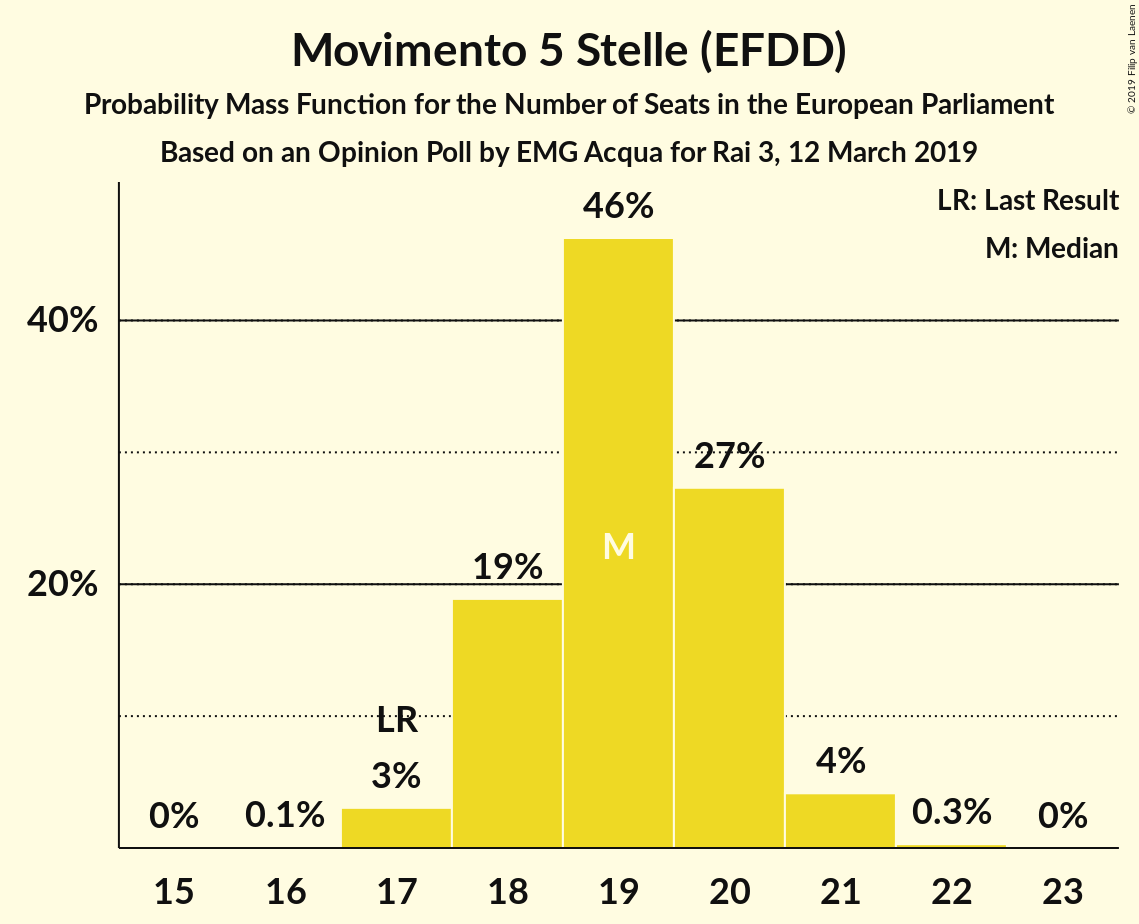 Movimento 5 Stelle (EFDD)
Probability Mass Function for the Number of Seats in the European Parliament
Based on an Opinion Poll by EMG Acqua for Rai 3, 12 March 2019
© 2019 Filip van Laenen
LR: Last Result
M: Median
46%
40%
27%
M
19%
20%
LR
3%
4%
0%
0.1%
0.3%
0%
15 16 17 18 19 20 21 22 23